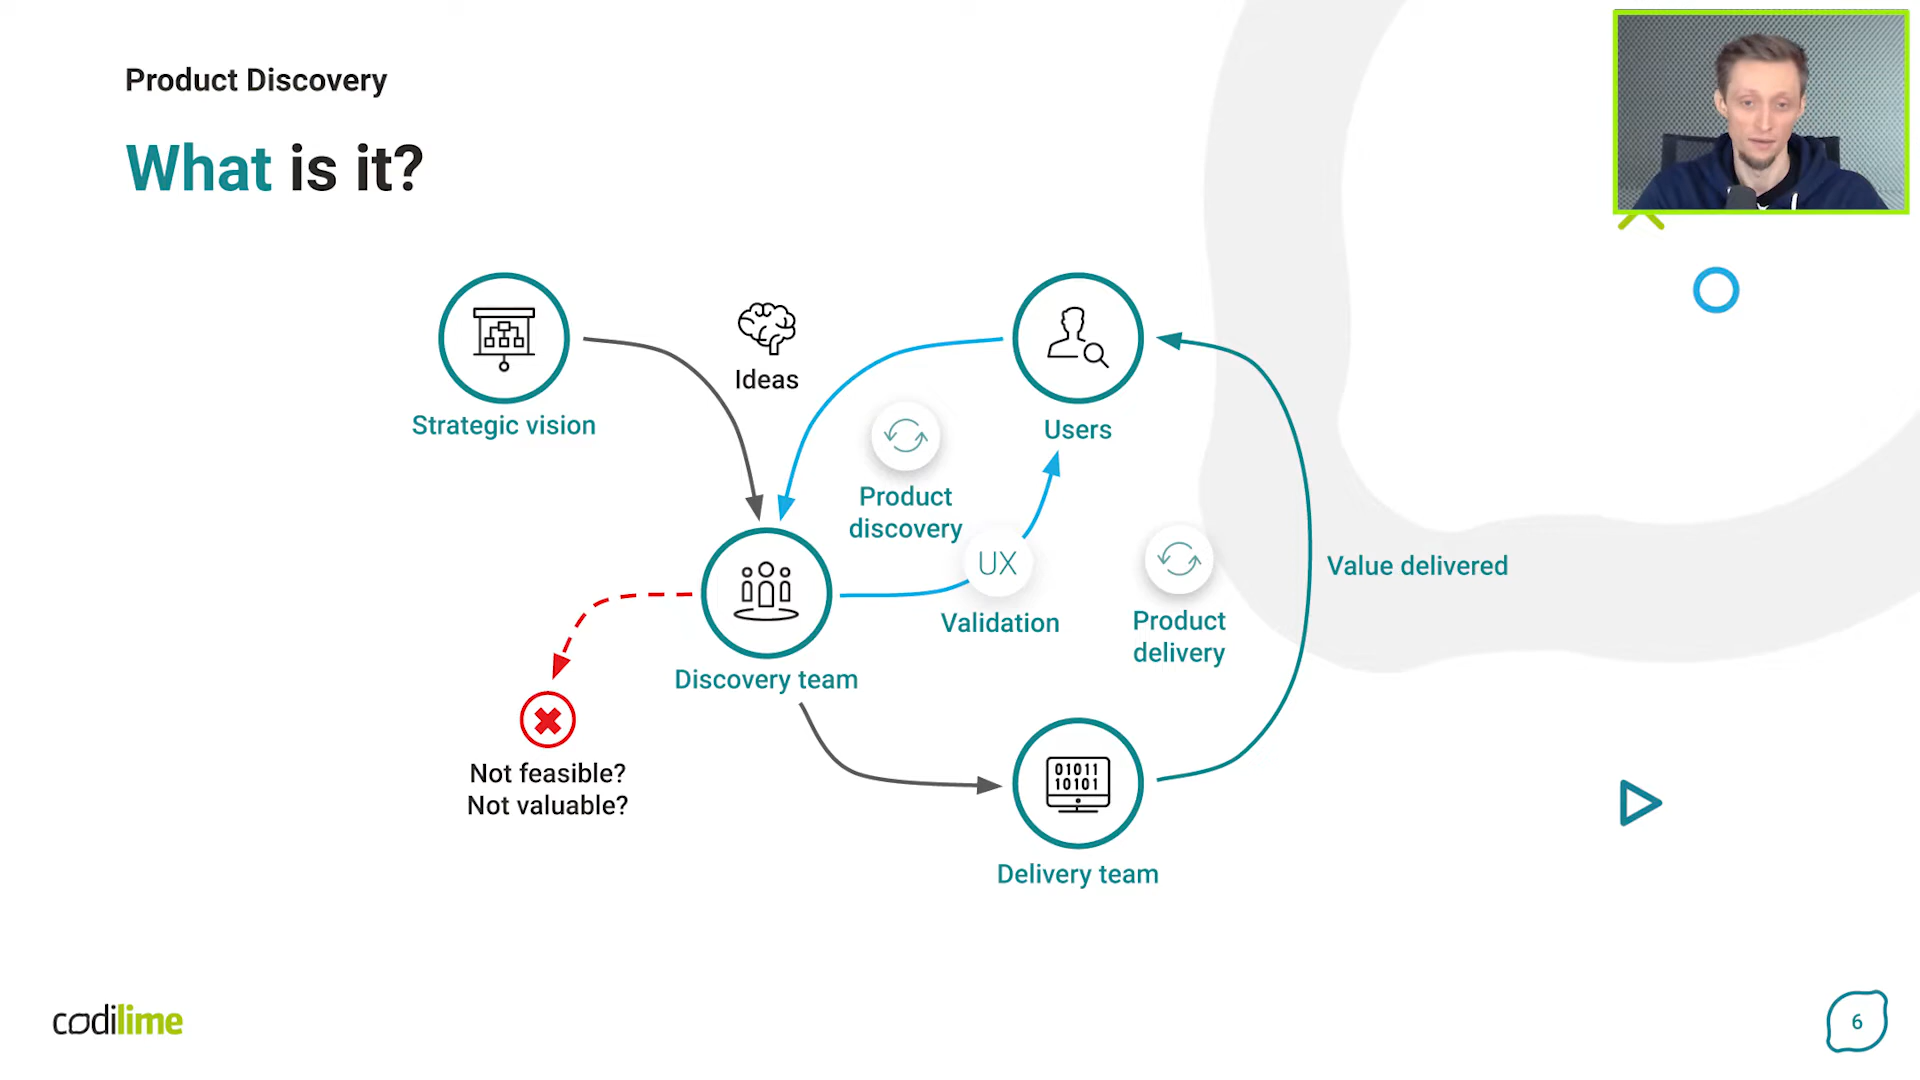 Product Discovery
What is it?
Ideas
Strategic vision
Users
Product
discovery
UX
Validation
Value delivered
Product
delivery
Discovery team
Not feasible?
Not valuable?
01011
10101
Delivery team
codilime
6